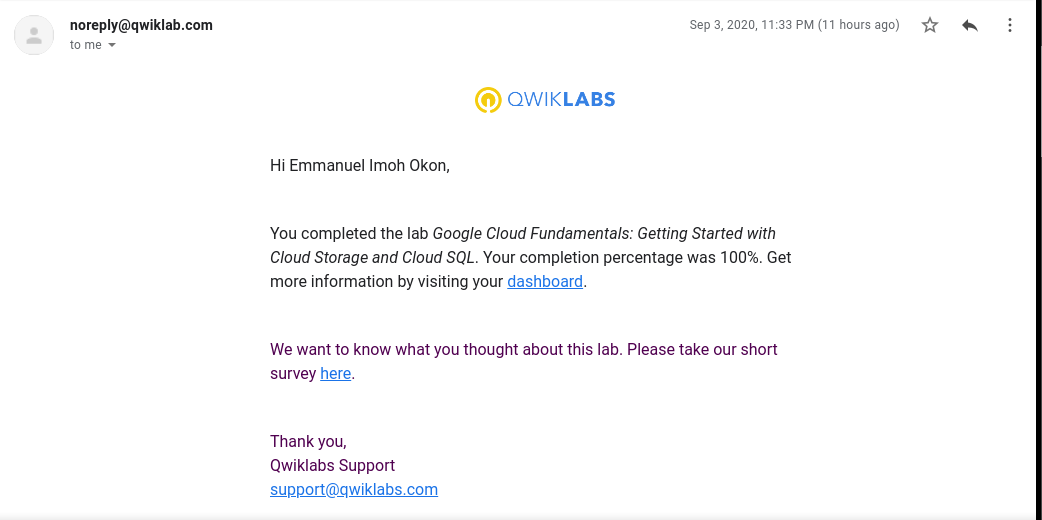 noreply@qwiklab.com
Sep 3, 2020, 11:33 PM (11 hours ago)
to me
QWIKLABS
Hi Emmanuel Imoh Okon,
You completed the lab Google Cloud Fundamentals: Getting Started with
Cloud Storage and Cloud SQL. Your completion percentage was 100%. Get
more information by visiting your dashboard.
We want to know what you thought about this lab. Please take our short
survey here.
Thank you,
Qwiklabs Support
support@qwiklabs.com